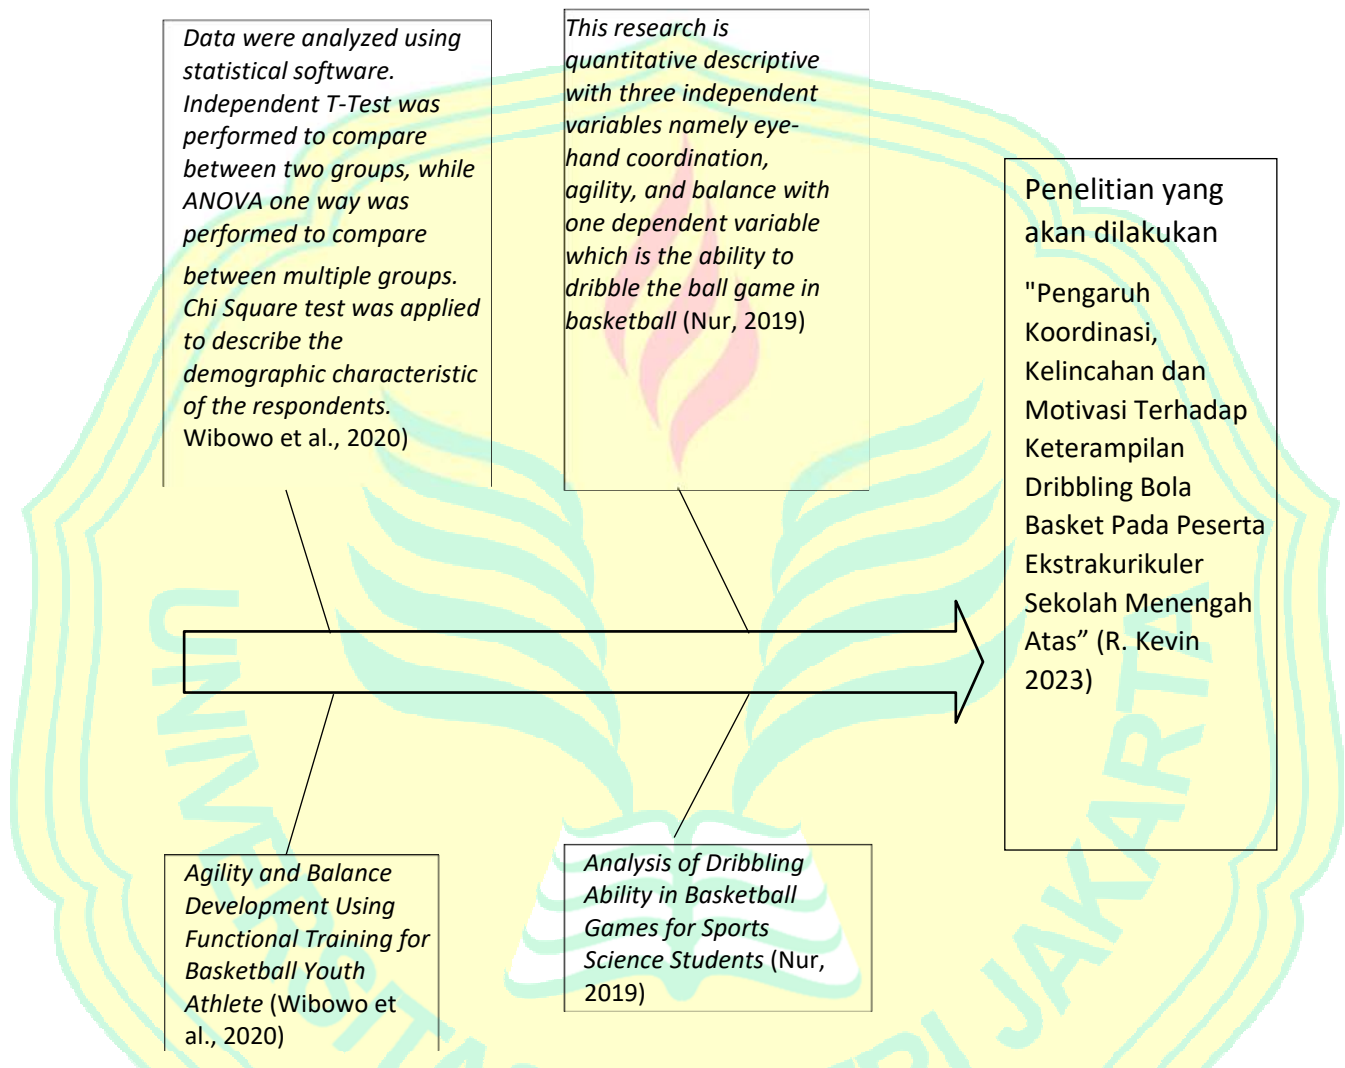 Data were analyzed using
statistical software.
Independent T-Test was
performed to compare
between two groups, while
ANOVA one way was
performed to compare
between multiple groups.
Chi Square test was applied
to describe the
demographic characteristic
of the respondents.
Wibowo et al., 2020)
This research is
quantitative descriptive
with three independent
variables namely eye-
hand coordination,
agility, and balance with
one dependent variable
which is the ability to
dribble the ball game in
basketball (Nur, 2019)
Penelitian yang
akan dilakukan
"Pengaruh
Koordinasi,
Kelincahan dan
Motivasi Terhadap
Keterampilan
Dribbling Bola
Basket Pada Peserta
Ekstrakurikuler
Sekolah Menengah
Atas” (R. Kevin
2023)
Agility and Balance
Development Using
Functional Training for
Basketball Youth
Athlete (Wibowo et
al., 2020)
Analysis of Dribbling
Ability in Basketball
Games for Sports
Science Students (Nur,
2019)
JAKARTA